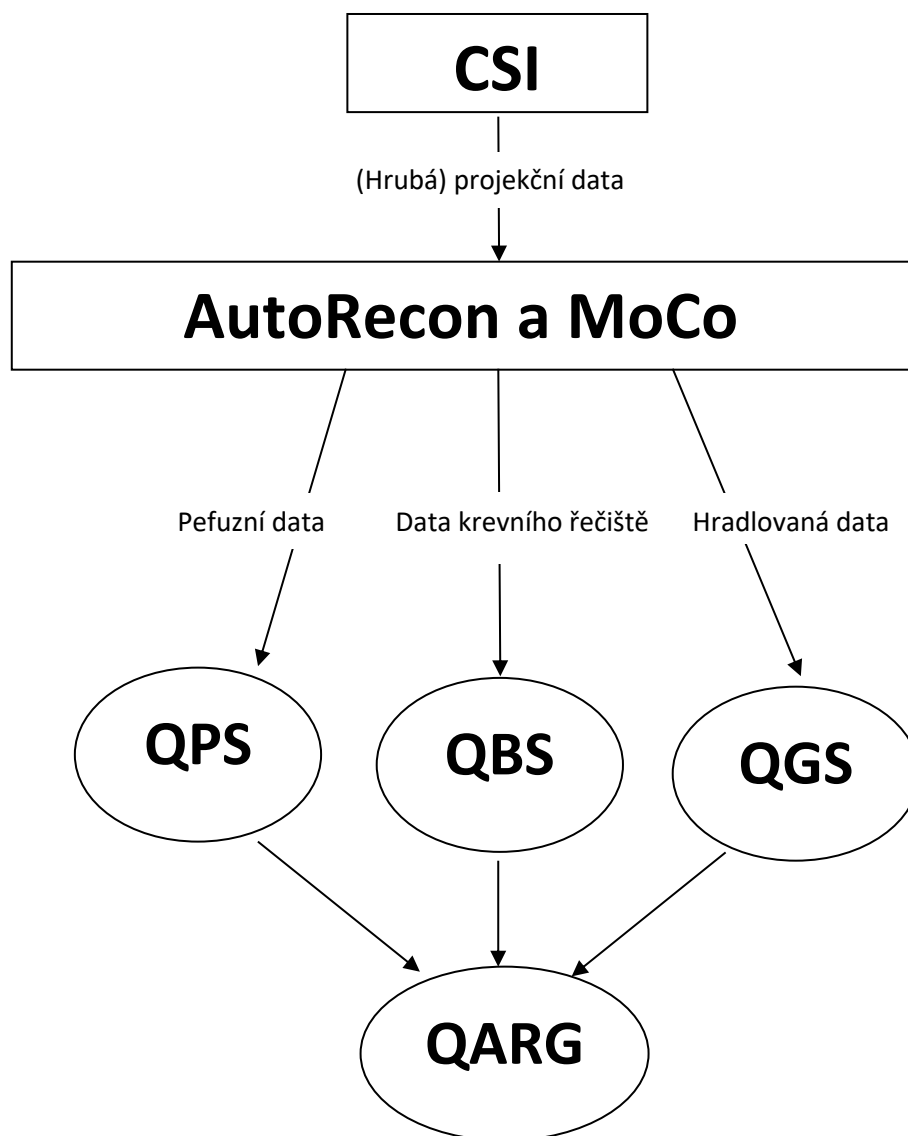 CSI
(Hrubá) projekční data
AutoRecon a MoCo
Pefuzní data
Data krevního řečiště
Hradlovaná data
QPS
QBS
QGS
QARG